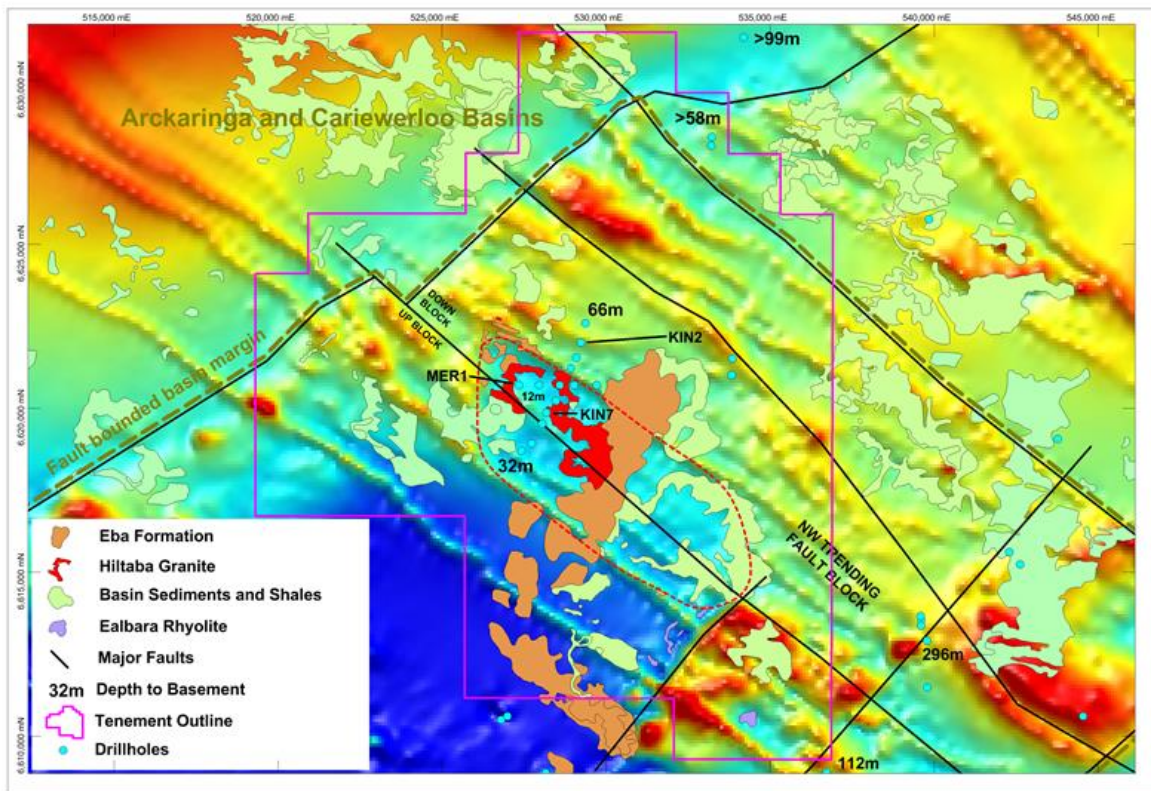 515,000 mE
520,000 mE
525,000 mE
530,000 mE
535,000 mE
540,000 mE
545,000 mE
>99m
6,630,000 mN
Arckaringa and Cariewerloo Basins
>58m
6,625,000 mN
DOWN BLOCK
UP BLOCK
66m
KIN2
Fault bounded basin margin
MER1
12m
KIN7
6,620,000 mN
32m
NW TRENDING
FAULT BLOCK
6,615,000 mN
296m
6,610,000 mN
112m
Eba Formation
Hiltaba Granite
Basin Sediments and Shales
Ealbara Rhyolite
Major Faults
32m Depth to Basement
Tenement Outline
Drillholes